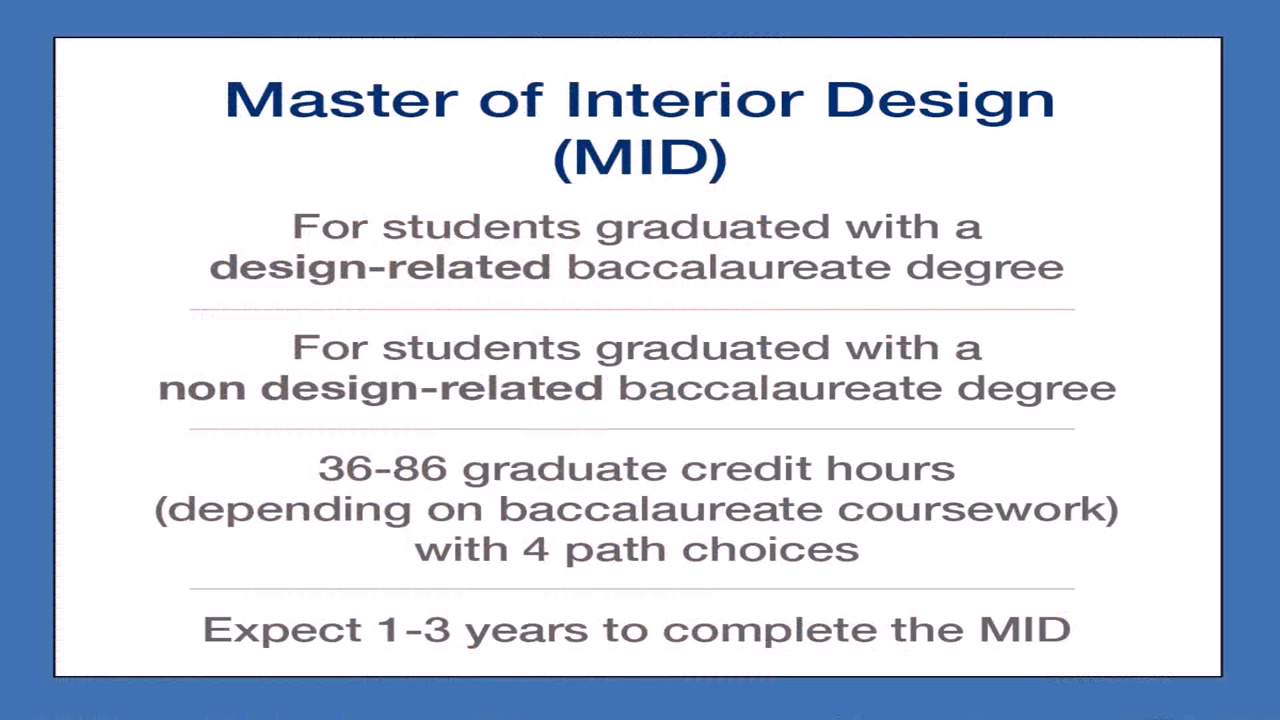 Master of Interior Design
(MID)
For students graduated with a
design-related baccalaureate degree
For students graduated with a
non design-related baccalaureate degree
36-86 graduate credit hours
(depending on baccalaureate coursework)
with 4 path choices
Expect 1-3 years to complete the MID